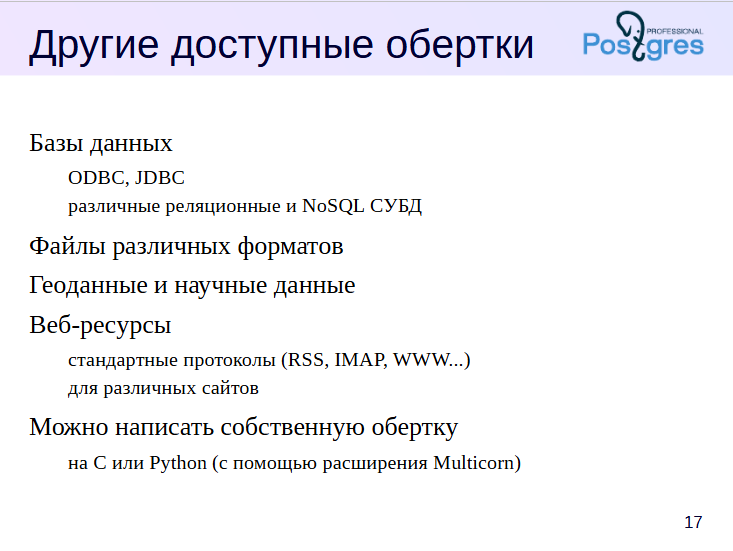 Другие доступные обертки
PROFESSIONAL
Postgres
Базы данных
ODBC, JDBC
различные реляционные и NoSQL СУБД
Файлы различных форматов
Геоданные и научные данные
Веб-ресурсы
стандартные протоколы (RSS, IMAP, WWW...)
для различных сайтов
Можно написать собственную обертку
на C или Python (с помощью расширения Multicorn)
17